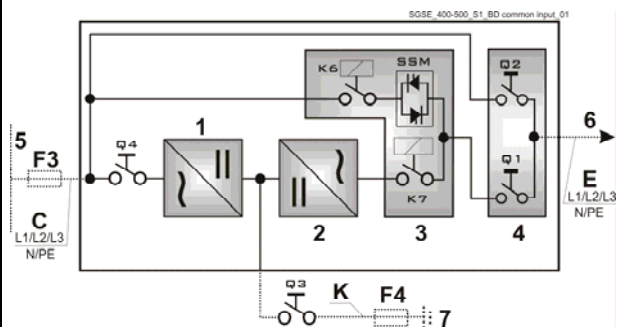 SGSE_400-500_S1_BD common input_01
SSM
K6
Q2
5
F3
Q4
1
6
Q1
E
L1/L2/L3
N/PE
C
L1/L2/L3
N/PE
K7
2
3
4
Q3
K
F4
7